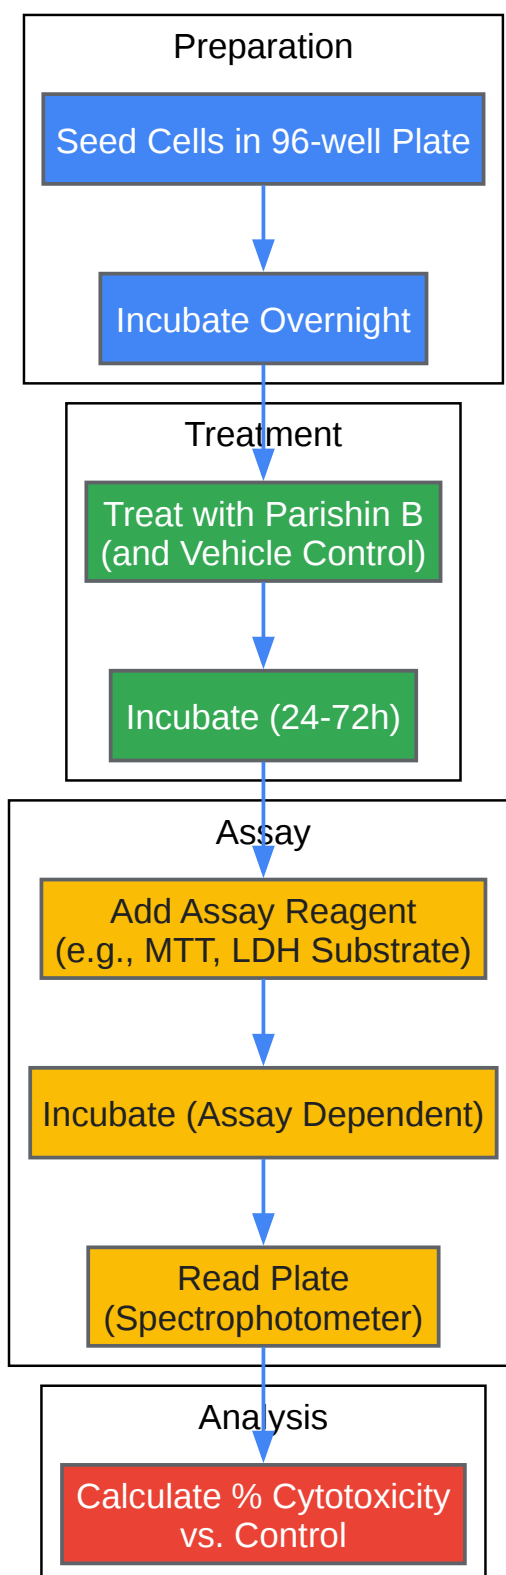 Preparation
Seed Cells in 96-well Plate
Incubate Overnight
Treatment
Treat with Parishin B
(and Vehicle Control)
Incubate (24-72h)
Assay
Add Assay Reagent
(e.g., MTT, LDH Substrate)
Incubate (Assay Dependent)
Read Plate
(Spectrophotometer)
Analysis
Calculate % Cytotoxicity
vs. Control